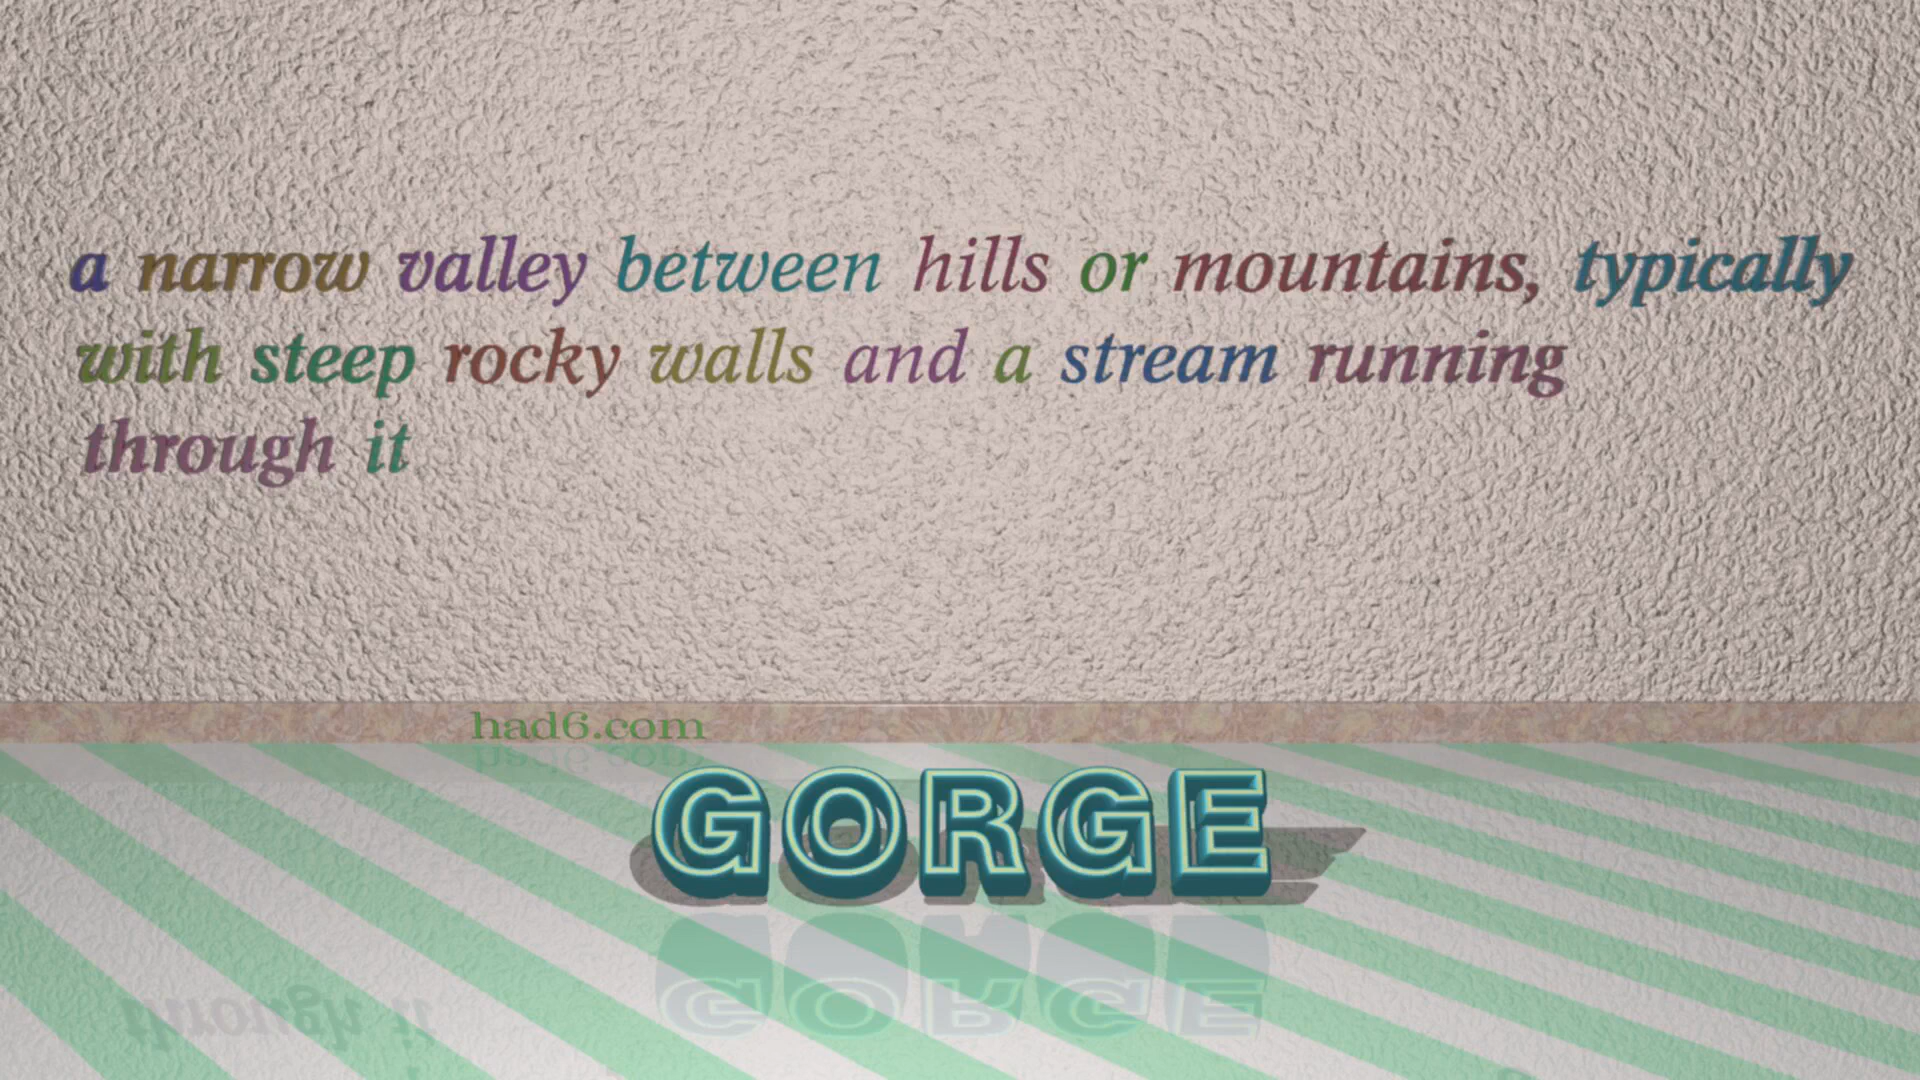 a narrow valley between hills or mountains, typically
with steep rocky walls and a stream running
through it
had6.com
GORGE